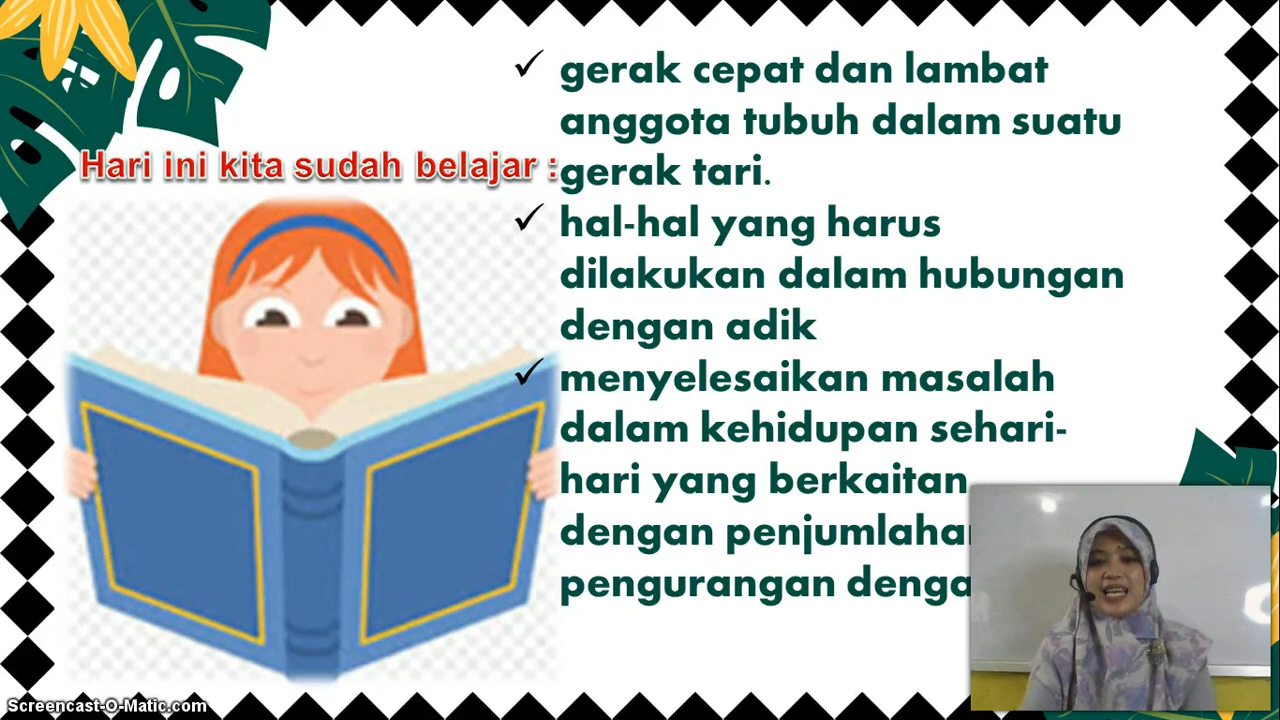 Hari ini kita sudah belajar :
gerak cepat dan lambat
anggota tubuh dalam suatu
gerak tari.
hal-hal yang harus
dilakukan dalam hubungan
dengan adik
menyelesaikan masalah
dalam kehidupan sehari-
hari yang berkaitan
dengan
pengurangan
Screencast-O-Matic.com